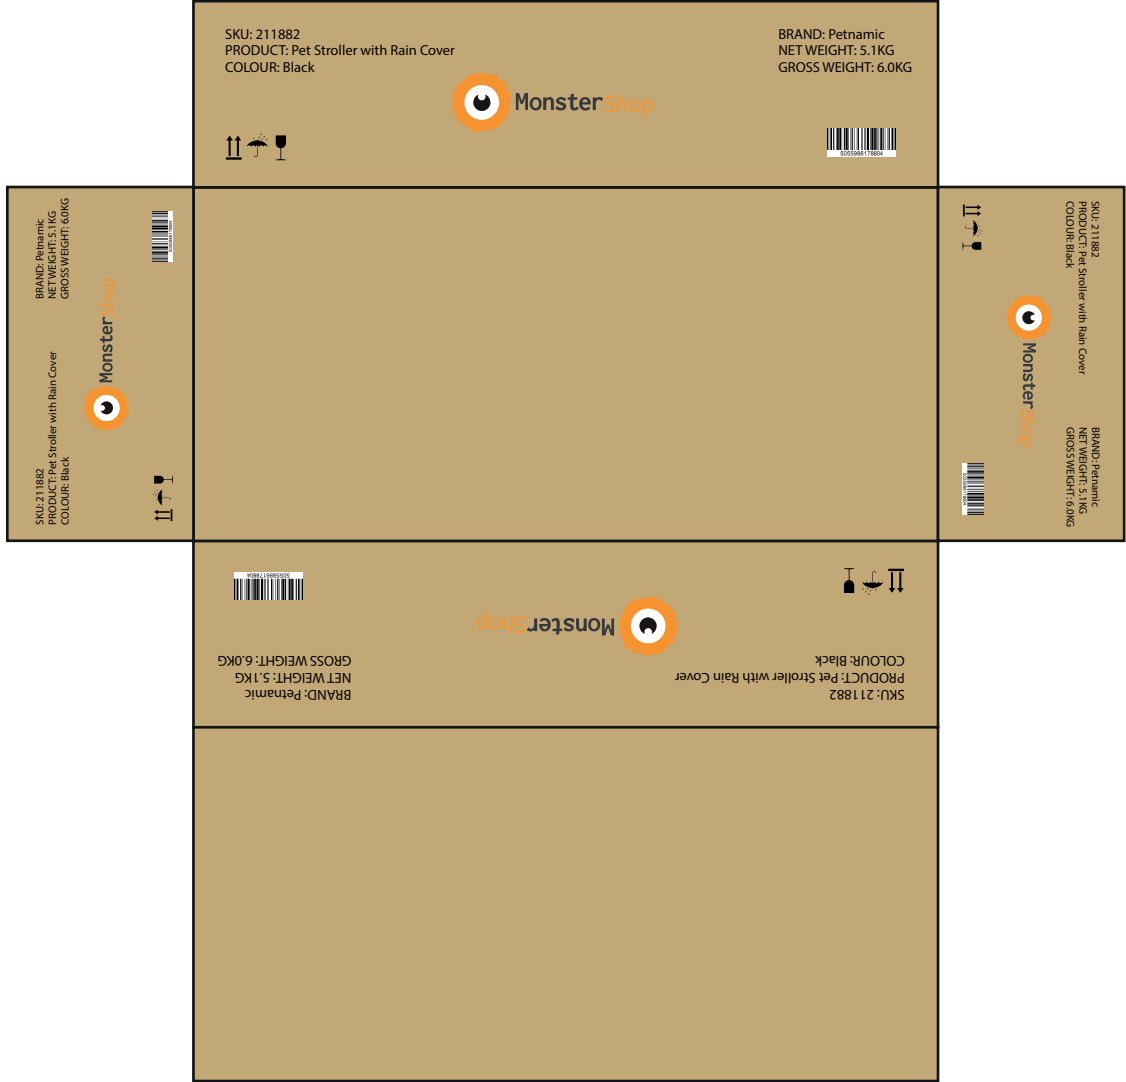 SKU: 211882
PRODUCT: Pet Stroller with Rain Cover
COLOUR: Black
BRAND: Petnamic
NET WEIGHT: 5.1KG
GROSS WEIGHT: 6.0KG
MonsterShop
5055986178804
BRAND: Petnamic
NET WEIGHT: 5.1KG
GROSS WEIGHT: 6.0KG
5055986178804
MonsterShop
SKU: 211882
PRODUCT: Pet Stroller with Rain Cover
COLOUR: Black
SKU: 211882
PRODUCT: Pet Stroller with Rain Cover
COLOUR: Black
MonsterShop
BRAND: Petnamic
NET WEIGHT: 5.1KG
GROSS WEIGHT: 6.0KG
5055986178804
SKU: 211882
PRODUCT: Pet Stroller with Rain Cover
COLOUR: Black
BRAND: Petnamic
NET WEIGHT: 5.1KG
GROSS WEIGHT: 6.0KG
MonsterShop
5055986178804